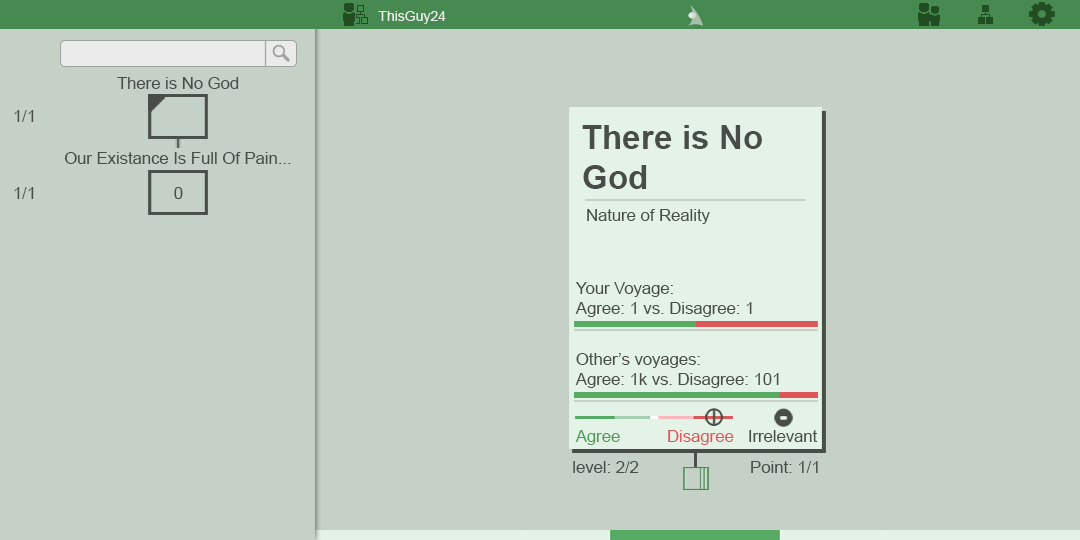 ThisGuy24
There is No God
1/1
Our Existance Is Full Of Pain...
1/1
0
There is No
God
Nature of Reality
Your Voyage:
Agree: 1 vs. Disagree: 1
Other's voyages:
Agree: 1k vs. Disagree: 101
Agree Disagree Irrelevant
level: 2/2 Point: 1/1